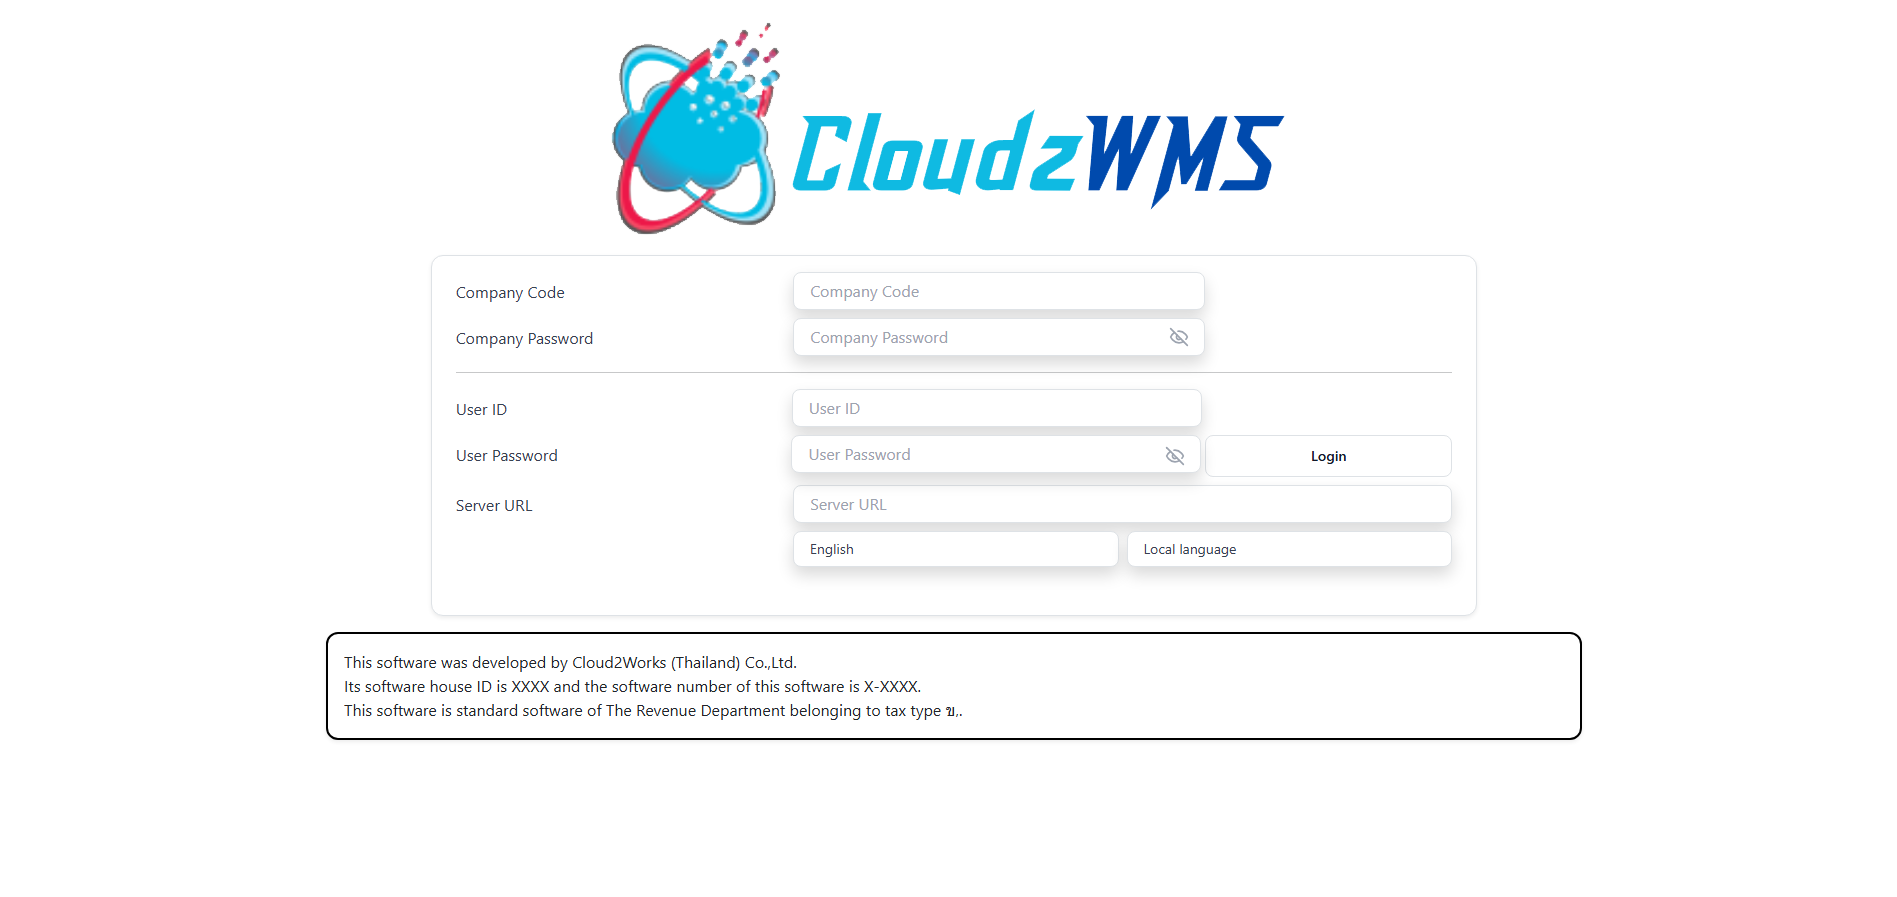 Cloud2WMS
Company Code Company Code
Company Password Company Password
User ID User ID
User Password User Password Login
Server URL Server URL
English Local language
This software was developed by Cloud2Works (Thailand) Co.,Ltd.
Its software house ID is XXXX and the software number of this software is X-XXXX.
This software is standard software of The Revenue Department belonging to tax type ข,.